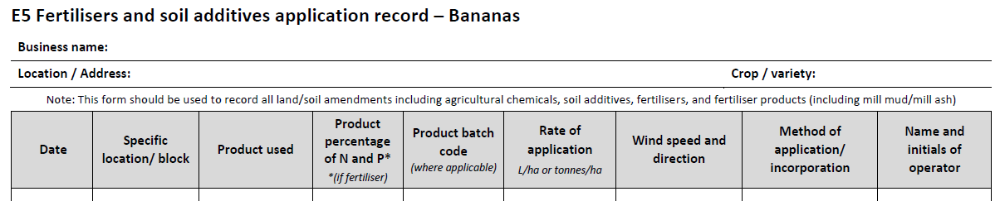 E5 Fertilisers and soil additives application record – Bananas
Business name:
Location / Address:
Crop / variety:
Note: This form should be used to record all land/soil amendments including agricultural chemicals, soil additives, fertilisers, and fertiliser products (including mill mud/mill ash)
Date
Specific
location/ block
Product used
Product
percentage
of N and P*
*(if fertiliser)
Product batch
code
(where applicable)
Rate of
application
L/ha or tonnes/ha
Wind speed and
direction
Method of
application/
incorporation
Name and
initials of
operator